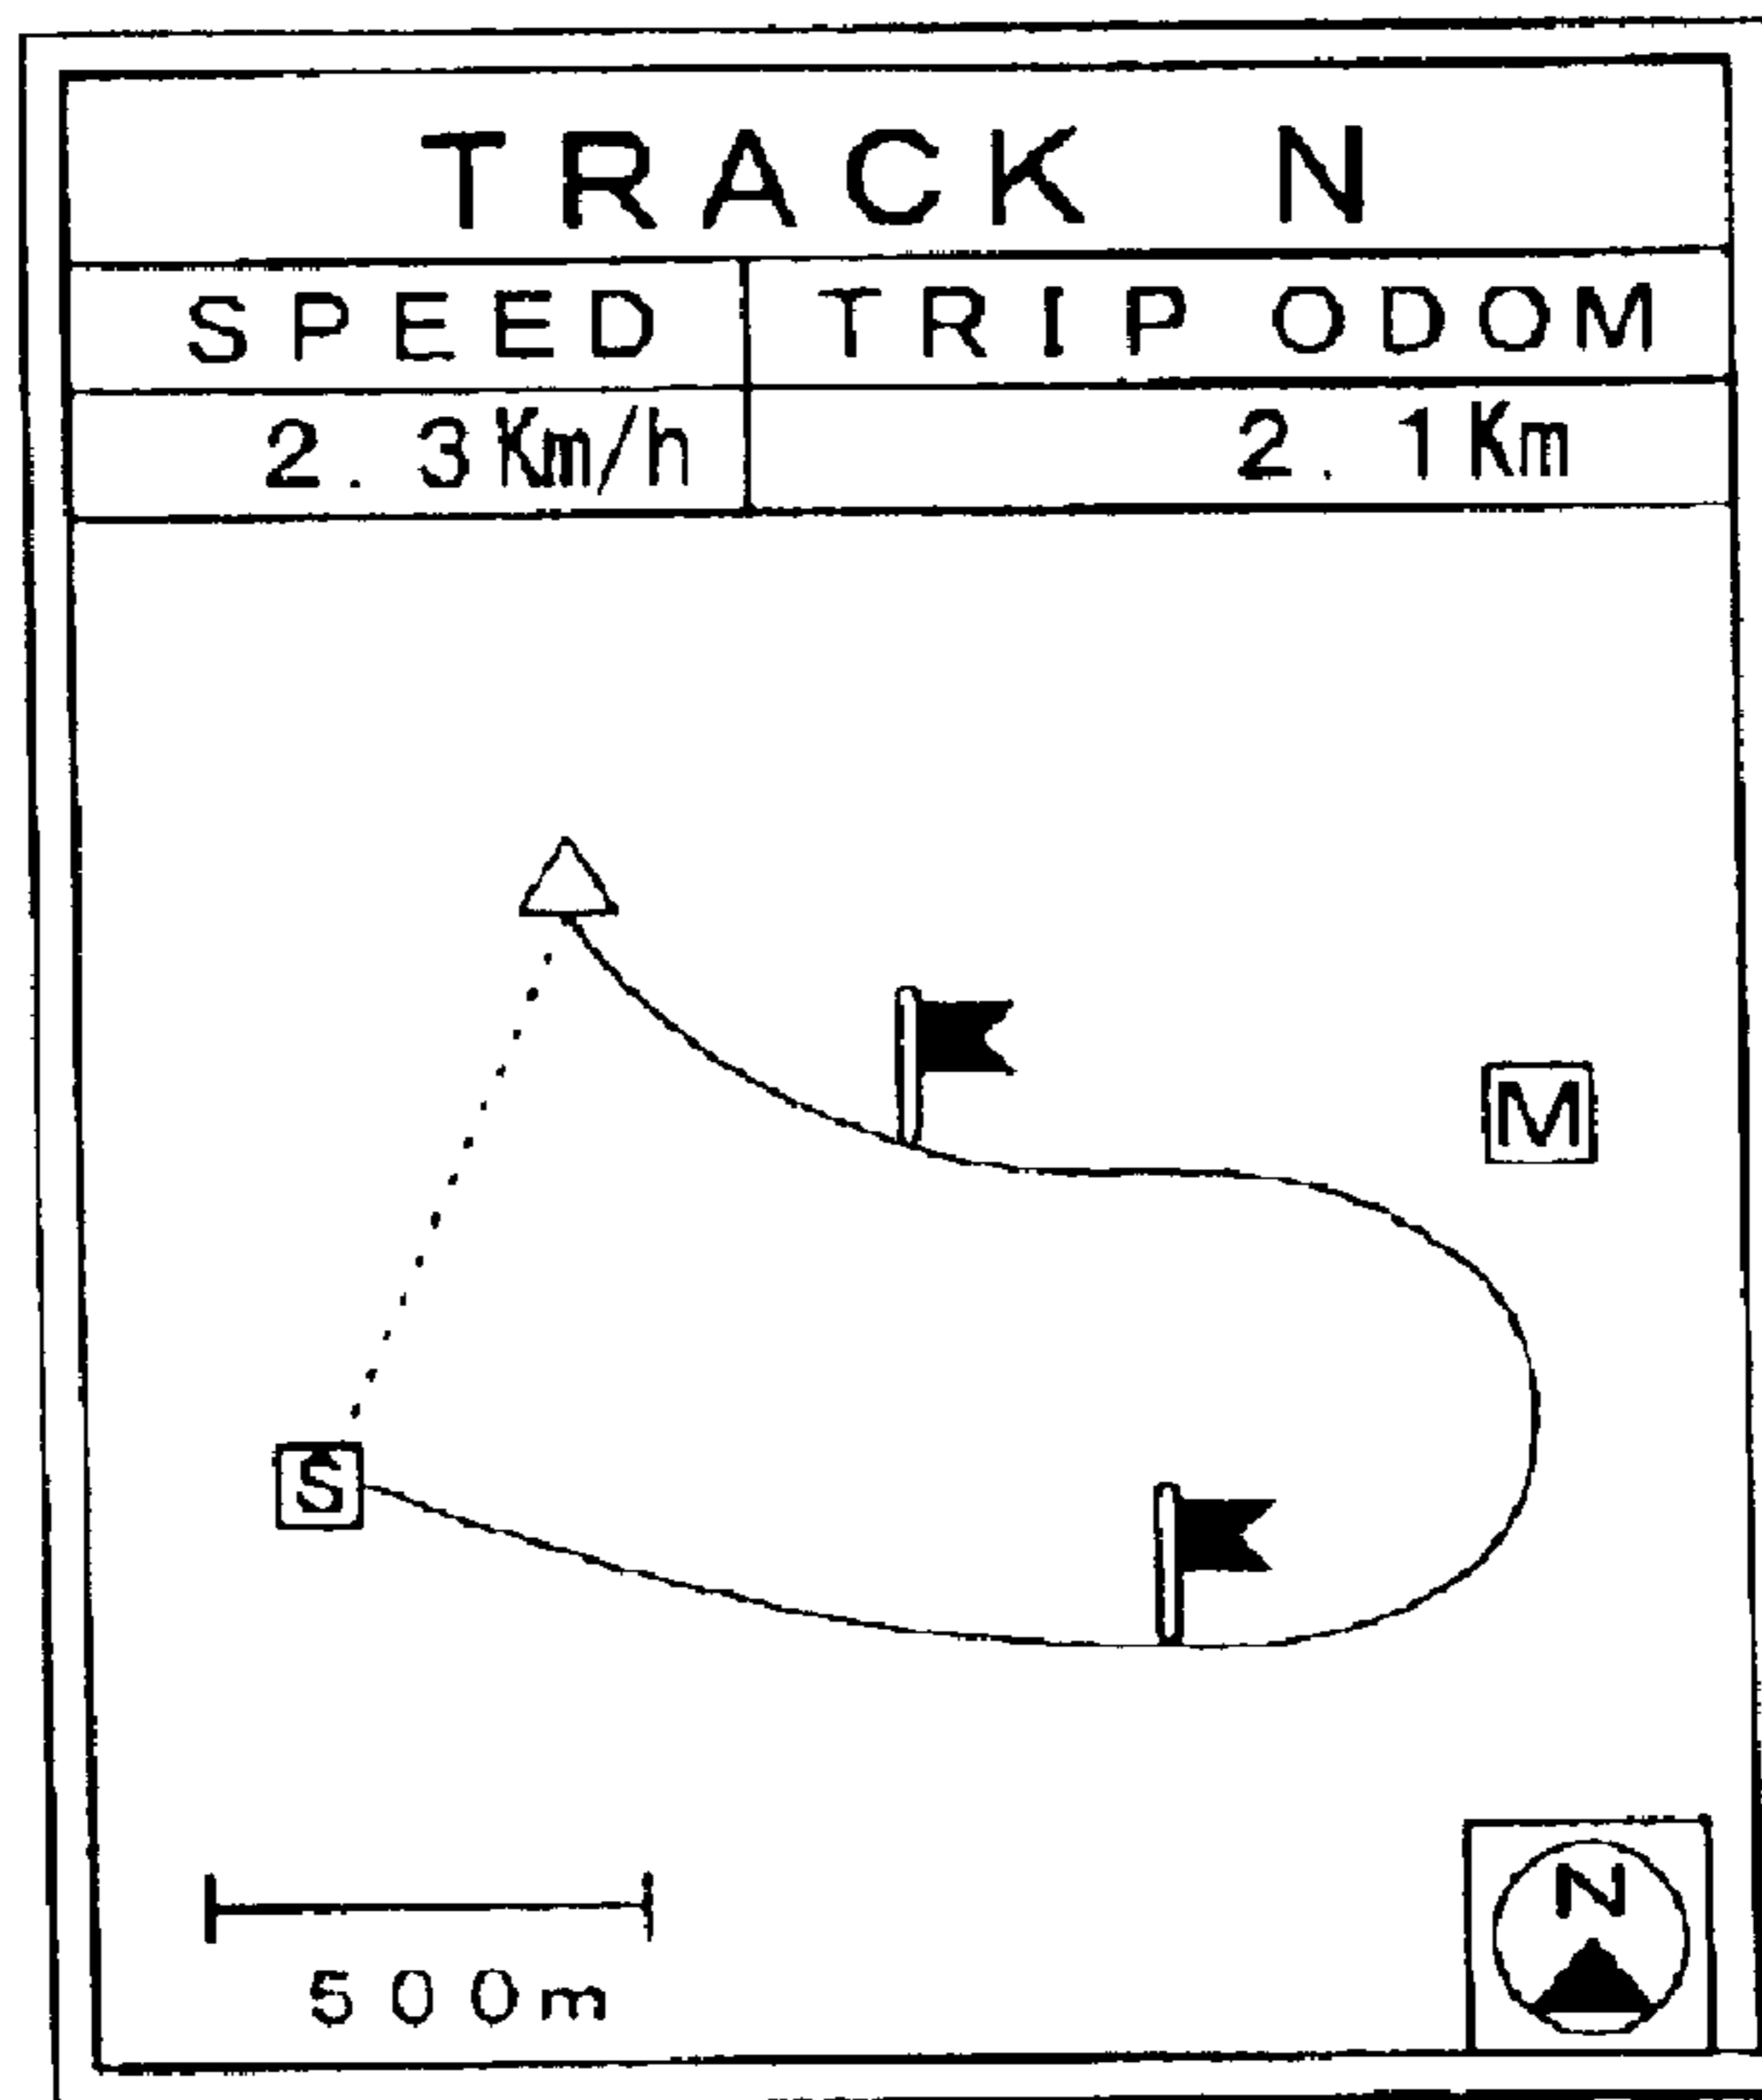 TRACK N
SPEED TRIP ODOM
2.3Km/h 2.1Km
M
S
500m
N